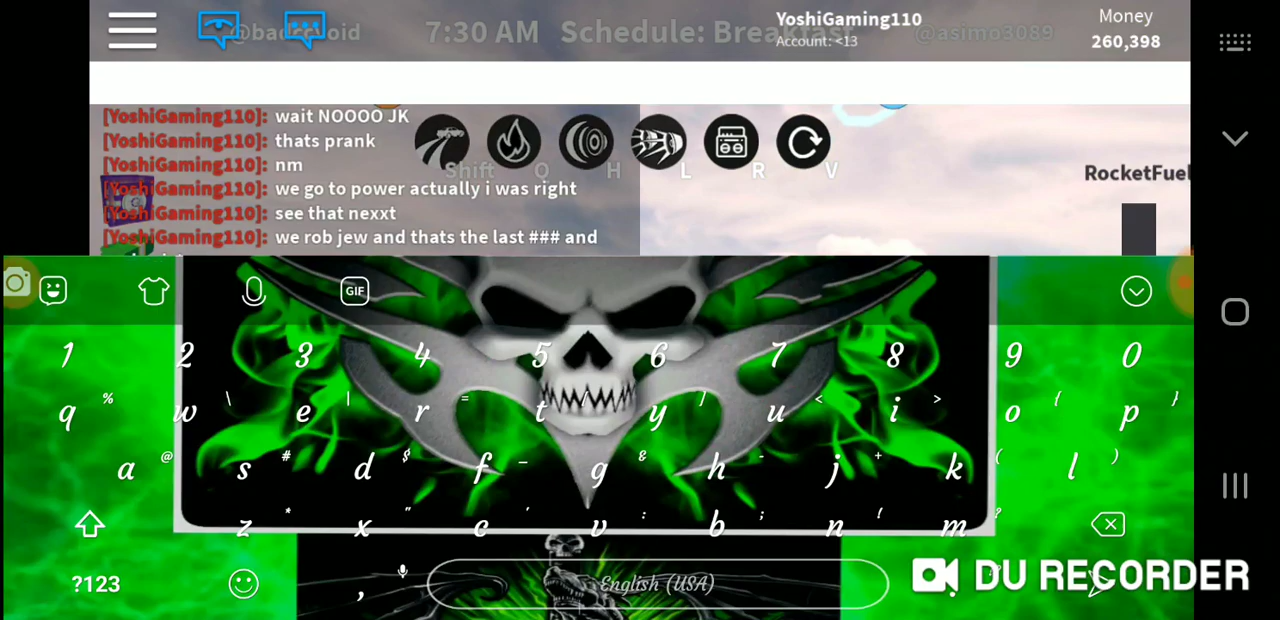 @badccvoid 7:30 AM Schedule: Breakfast @asimo3089
YoshiGaming110
Account: <13
Money
260,398
[YoshiGaming110]: wait NOOOO JK
[YoshiGaming110]: thats prank
[YoshiGaming110]: nm
[YoshiGaming110]: we go to power actually i was right
[YoshiGaming110]: see that nexxt
[YoshiGaming110]: we rob jew and thats the last ### and
Shift Q H L R V
RocketFuel
GIF
1 2 3 4 5 6 7 8 9 0
% \ | = / ] < > { }
q w e r t y u i o p
@ # $ _ & - + ( )
a s d f g h j k l
* " ' : ; ! ?
z x c v b n m
?123 , English (USA)
DU RECORDER